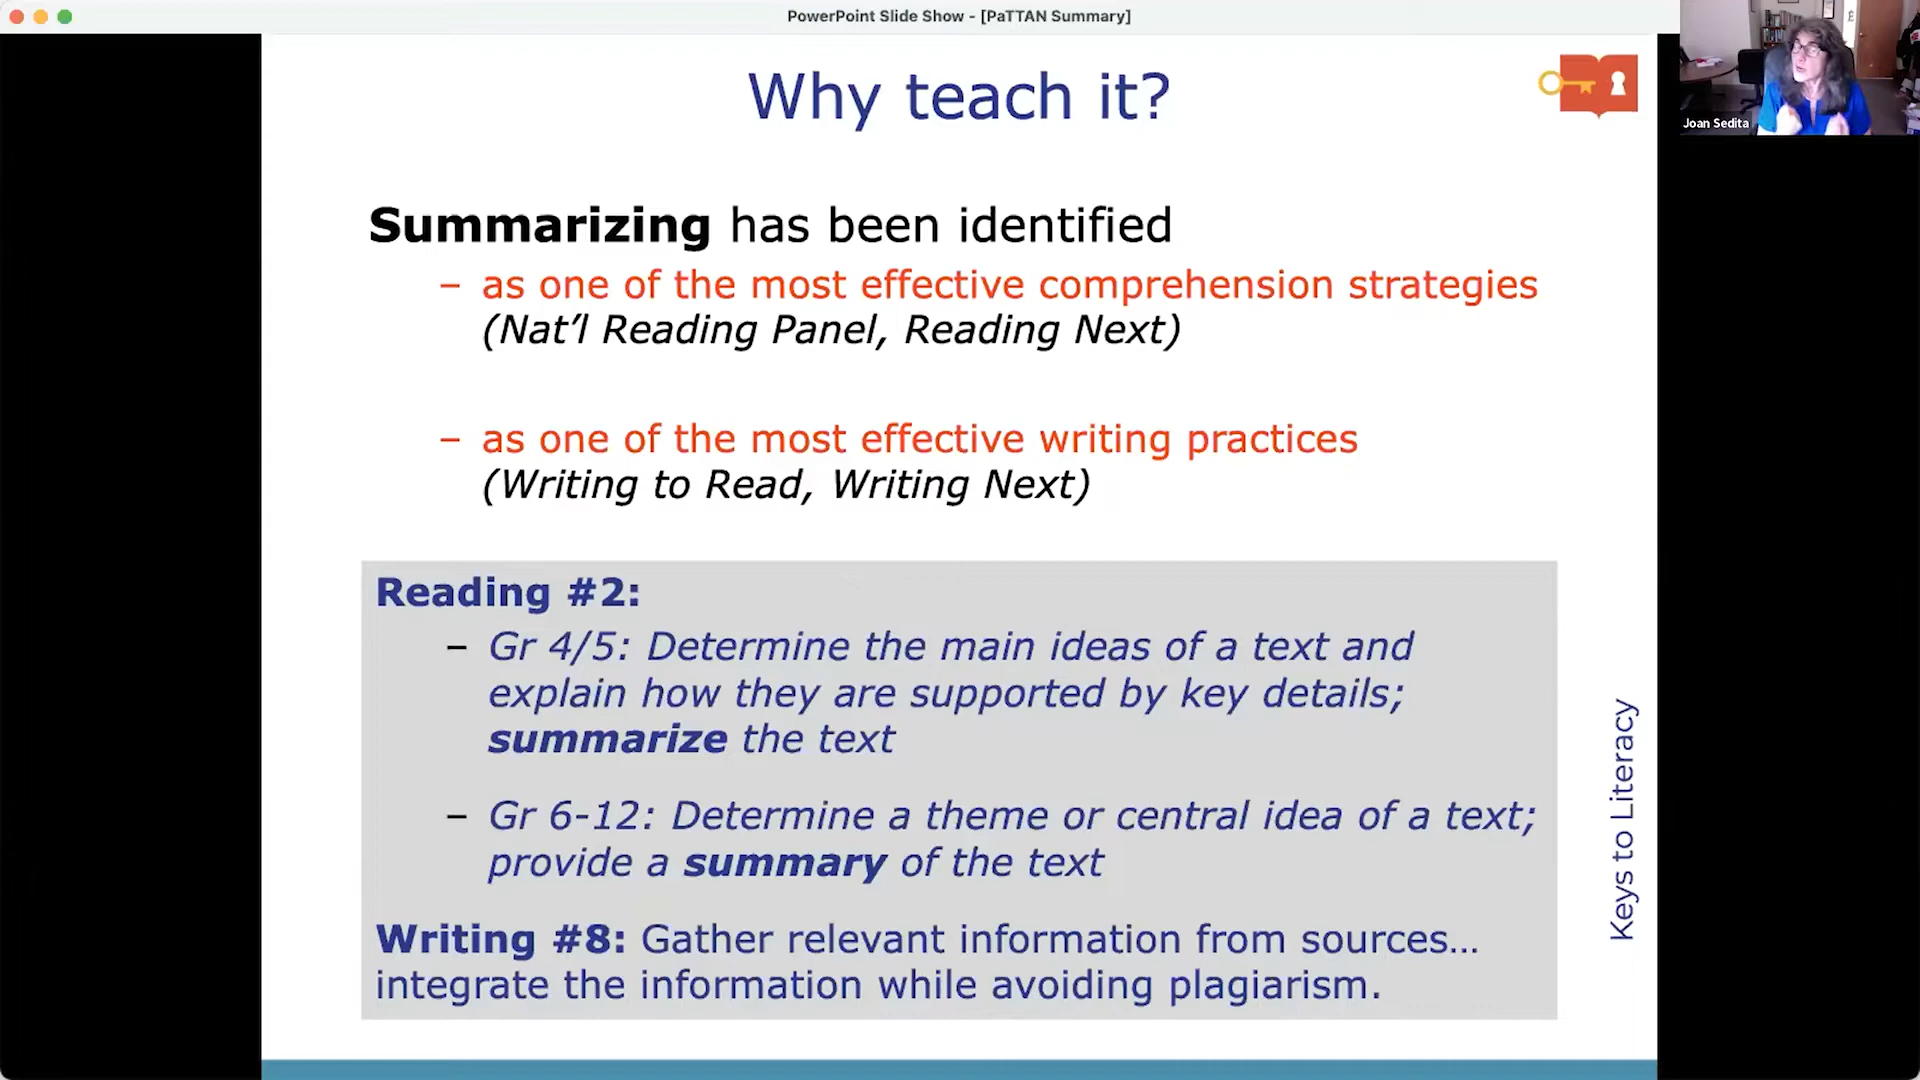 PowerPoint Slide Show - [PaTTAN Summary]
Why teach it?
Joan Sedita
Summarizing has been identified
– as one of the most effective comprehension strategies
(Nat’l Reading Panel, Reading Next)
– as one of the most effective writing practices
(Writing to Read, Writing Next)
Reading #2:
– Gr 4/5: Determine the main ideas of a text and
explain how they are supported by key details;
summarize the text
– Gr 6-12: Determine a theme or central idea of a text;
provide a summary of the text
Writing #8: Gather relevant information from sources…
integrate the information while avoiding plagiarism.
Keys to Literacy